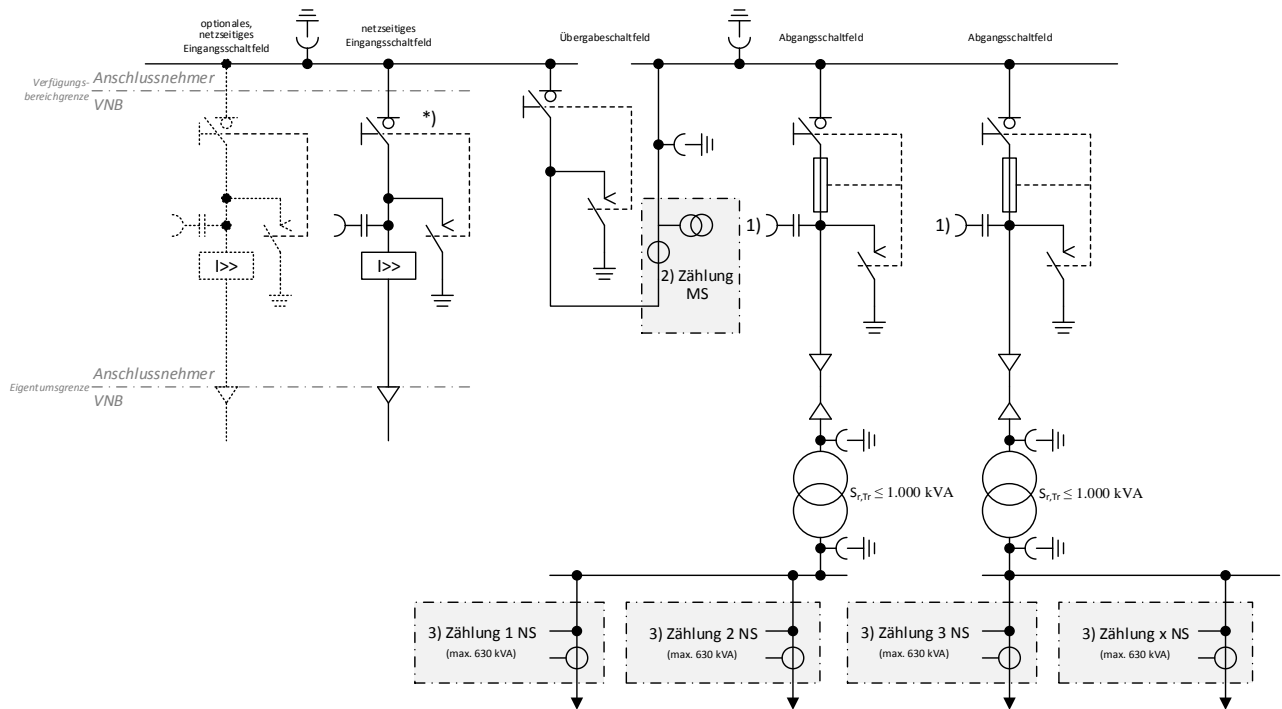 optionales,
netzseitiges
Eingangsschaltfeld
netzseitiges
Eingangsschaltfeld
Übergabeschaltfeld
Abgangsschaltfeld
Abgangsschaltfeld
Verfügungs-
bereichgrenze
Anschlussnehmer
VNB
*)
I>>
I>>
1)
1)
2) Zählung
MS
Eigentumsgrenze
Anschlussnehmer
VNB
Sr,Tr ≤ 1.000 kVA
Sr,Tr ≤ 1.000 kVA
3) Zählung 1 NS
(max. 630 kVA)
3) Zählung 2 NS
(max. 630 kVA)
3) Zählung 3 NS
(max. 630 kVA)
3) Zählung x NS
(max. 630 kVA)